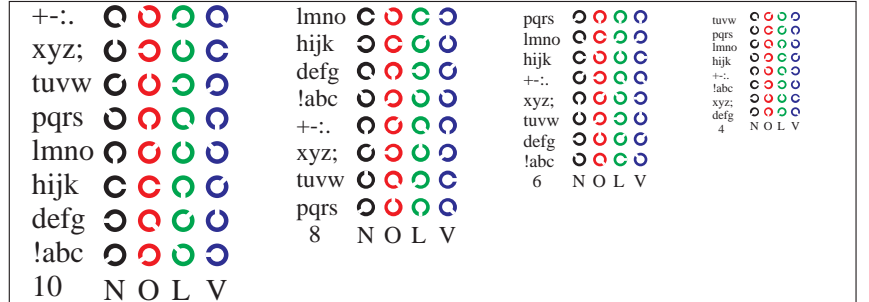 +-:.
xyz;
tuvw
pqrs
lmno
hijk
defg
!abc
10 N O L V
lmno
hijk
defg
!abc
+-:.
xyz;
tuvw
pqrs
8 N O L V
pqrs
lmno
hijk
+-:.
xyz;
tuvw
defg
!abc
6 N O L V
tuvw
pqrs
lmno
hijk
+-:.
!abc
xyz;
defg
4 N O L V